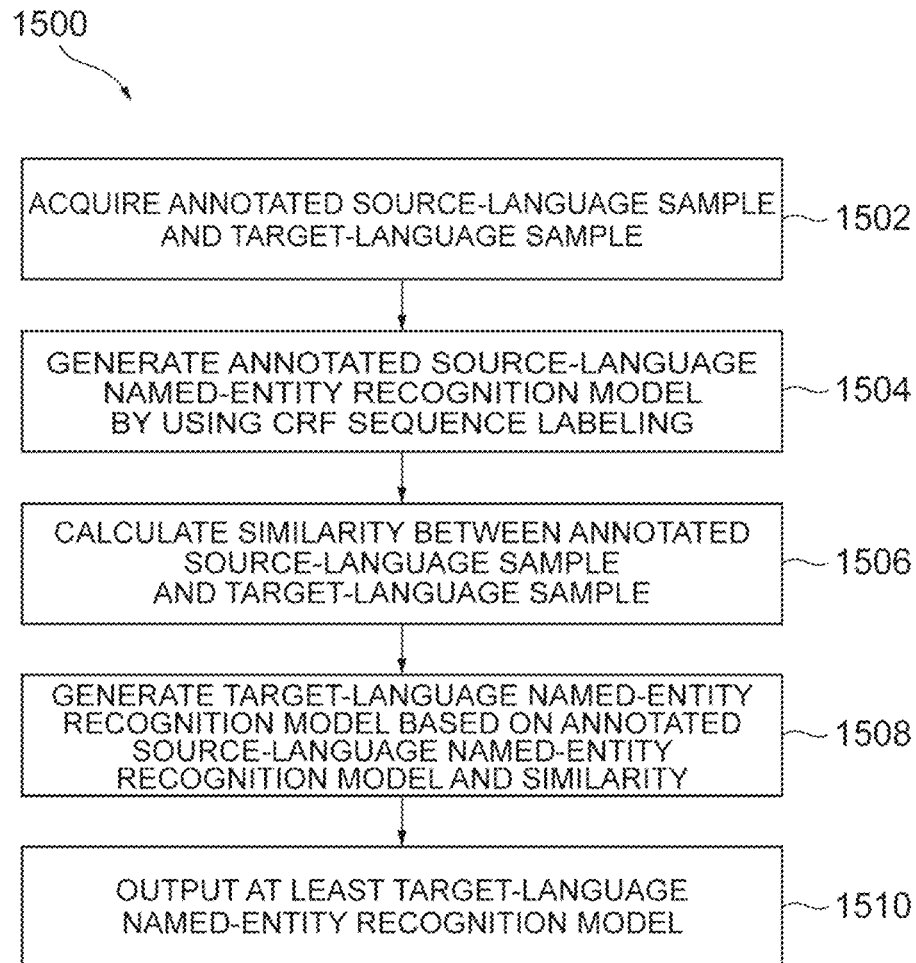 1500
ACQUIRE ANNOTATED SOURCE-LANGUAGE SAMPLE
AND TARGET-LANGUAGE SAMPLE
1502
GENERATE ANNOTATED SOURCE-LANGUAGE
NAMED-ENTITY RECOGNITION MODEL
BY USING CRF SEQUENCE LABELING
1504
CALCULATE SIMILARITY BETWEEN ANNOTATED
SOURCE-LANGUAGE SAMPLE
AND TARGET-LANGUAGE SAMPLE
1506
GENERATE TARGET-LANGUAGE NAMED-ENTITY
RECOGNITION MODEL BASED ON ANNOTATED
SOURCE-LANGUAGE NAMED-ENTITY
RECOGNITION MODEL AND SIMILARITY
1508
OUTPUT AT LEAST TARGET-LANGUAGE
NAMED-ENTITY RECOGNITION MODEL
1510